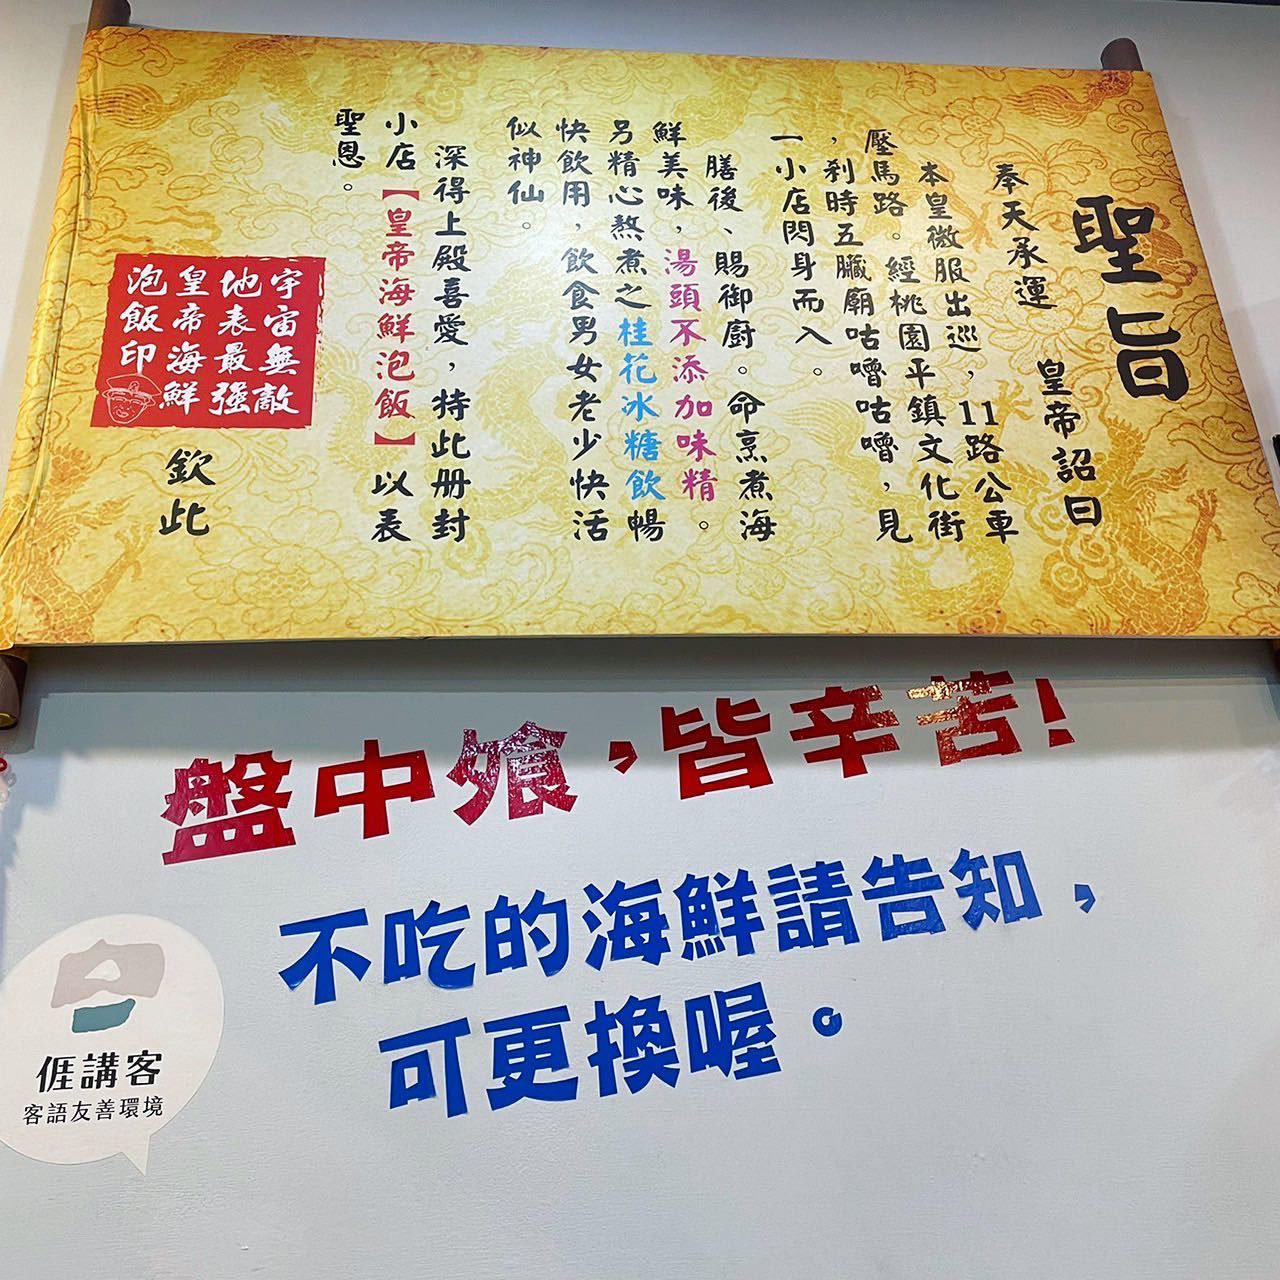 聖旨
奉天承運　皇帝詔曰
本皇微服出巡，11路公車
壓馬路。經桃園平鎮文化街
，剎時五臟廟咕嚕咕嚕，見
一小店閃身而入。
膳後、賜御廚。命烹煮海
鮮美味，湯頭不添加味精。
另精心熬煮之桂花冰糖飲暢
快飲用，飲食男女老少快活
似神仙。
深得上殿喜愛，特此册封
小店【皇帝海鮮泡飯】以表
聖恩。
宇宙無敵
地表最強
皇帝海鮮
泡飯印
欽此
盤中飧，皆辛苦!
不吃的海鮮請告知，
可更換喔。
𠊎講客
客語友善環境